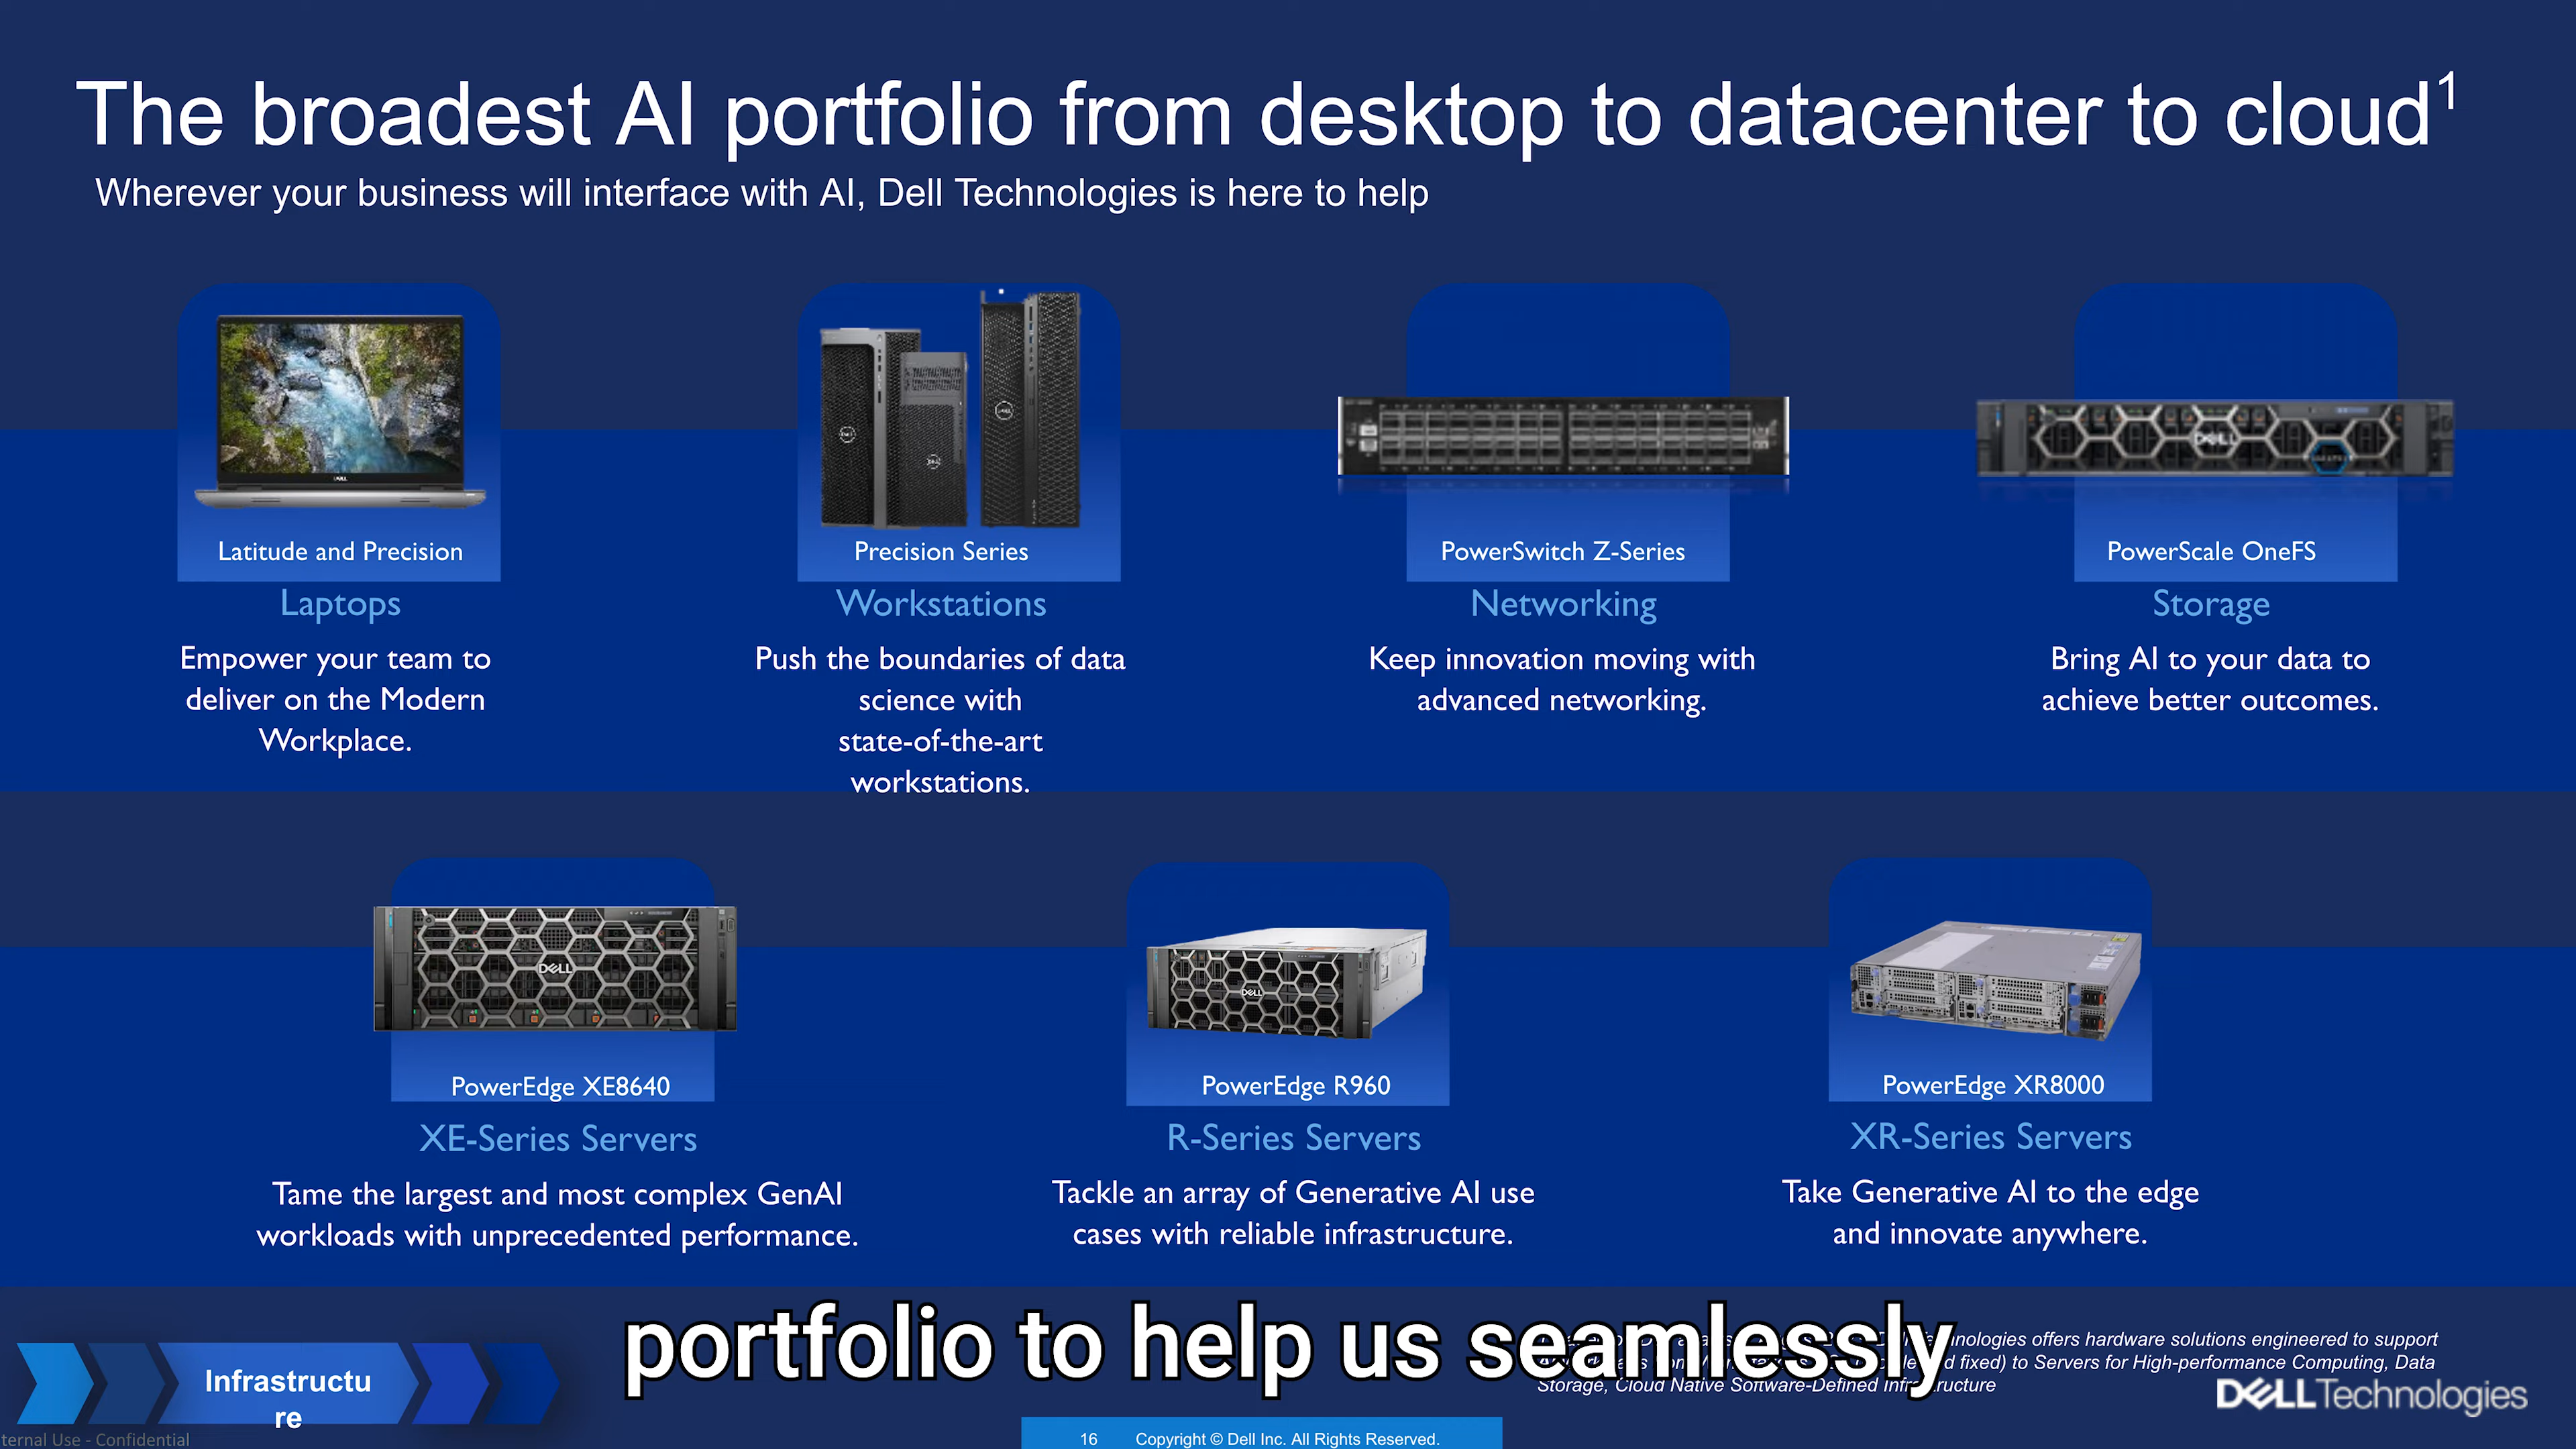 The broadest AI portfolio from desktop to datacenter to cloud1
Wherever your business will interface with AI, Dell Technologies is here to help
Latitude and Precision
Laptops
Empower your team to
deliver on the Modern
Workplace.
Precision Series
Workstations
Push the boundaries of data
science with
state-of-the-art
workstations.
PowerSwitch Z-Series
Networking
Keep innovation moving with
advanced networking.
DELL
PowerScale OneFS
Storage
Bring AI to your data to
achieve better outcomes.
DELL
PowerEdge XE8640
XE-Series Servers
Tame the largest and most complex GenAI
workloads with unprecedented performance.
DELL
PowerEdge R960
R-Series Servers
Tackle an array of Generative AI use
cases with reliable infrastructure.
PowerEdge XR8000
XR-Series Servers
Take Generative AI to the edge
and innovate anywhere.
Infrastructu
re
portfolio to help us seamlessly
offers hardware solutions engineered to support
fixed) to Servers for High-performance Computing, Data
Storage, Cloud Native Software-Defined
DELL Technologies
ternal Use - Confidential
16 Copyright © Dell Inc. All Rights Reserved.